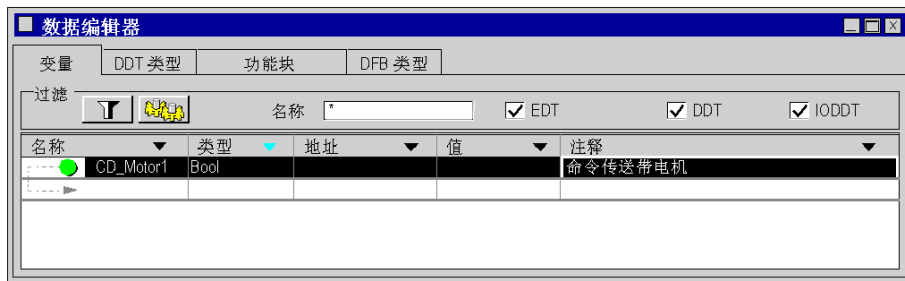 数据编辑器
变量 DDT 类型 功能块 DFB 类型
过滤
名称 * EDT DDT IODDT
名称 类型 地址 值 注释
CD_Motor1 Bool 命令传送带电机